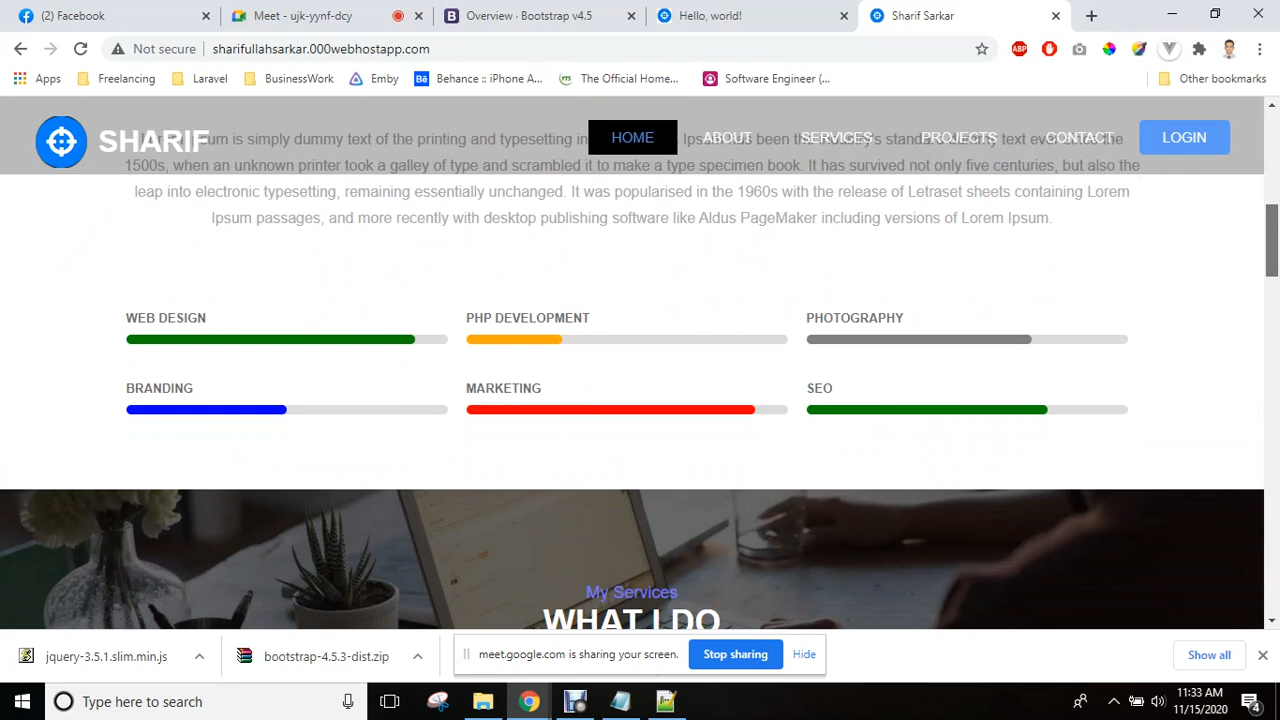 (2) Facebook
Meet - ujk-yynf-dcy
Overview · Bootstrap v4.5
Hello, world!
Sharif Sarkar
Not secure
sharifullahsarkar.000webhostapp.com
Apps
Freelancing
Laravel
BusinessWork
Emby
Behance :: iPhone A...
The Official Home...
Software Engineer (...
Other bookmarks
SHARIF
HOME ABOUT SERVICES PROJECTS CONTACT LOGIN
Ipsum is simply dummy text of the printing and typesetting
1500s, when an unknown printer took a galley of type and scrambled it to make a type specimen book. It has survived not only five centuries, but also the
leap into electronic typesetting, remaining essentially unchanged. It was popularised in the 1960s with the release of Letraset sheets containing Lorem
Ipsum passages, and more recently with desktop publishing software like Aldus PageMaker including versions of Lorem Ipsum.
WEB DESIGN PHP DEVELOPMENT PHOTOGRAPHY
BRANDING MARKETING SEO
My Services
WHAT I DO
jquery-3.5.1.slim.min.js
bootstrap-4.5.3-dist.zip
meet.google.com is sharing your screen.
Stop sharing
Hide
Show all
Type here to search
11:33 AM
11/15/2020
4